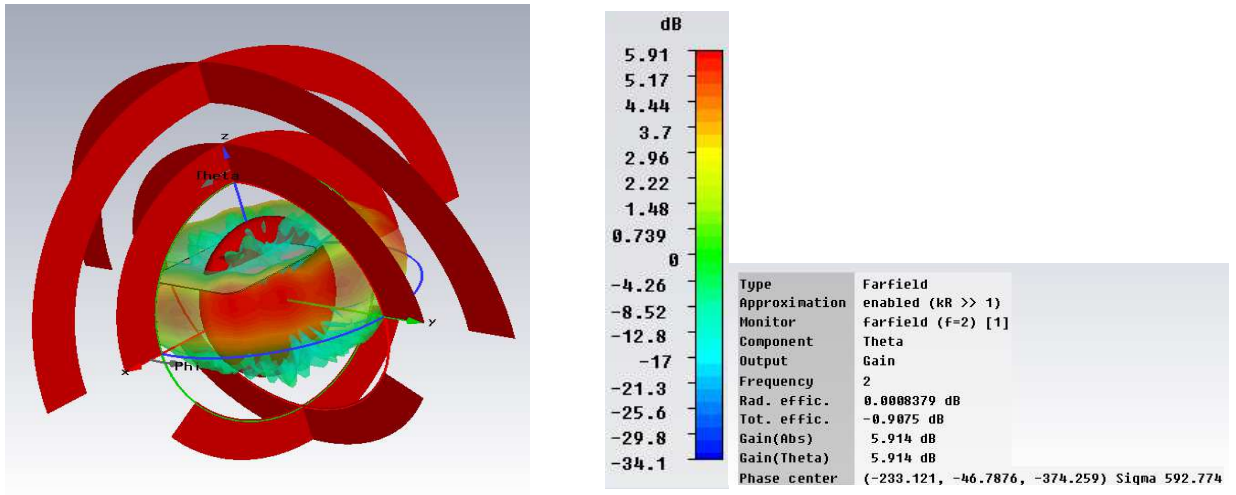 z
Theta
y
x
Phi
dB
5.91
5.17
4.44
3.7
2.96
2.22
1.48
0.739
0
-4.26
-8.52
-12.8
-17
-21.3
-25.6
-29.8
-34.1
Type Farfield
Approximation enabled (kR >> 1)
Monitor farfield (f=2) [1]
Component Theta
Output Gain
Frequency 2
Rad. effic. 0.0008379 dB
Tot. effic. -0.9075 dB
Gain(Abs) 5.914 dB
Gain(Theta) 5.914 dB
Phase center (-233.121, -46.7876, -374.259) Sigma 592.774